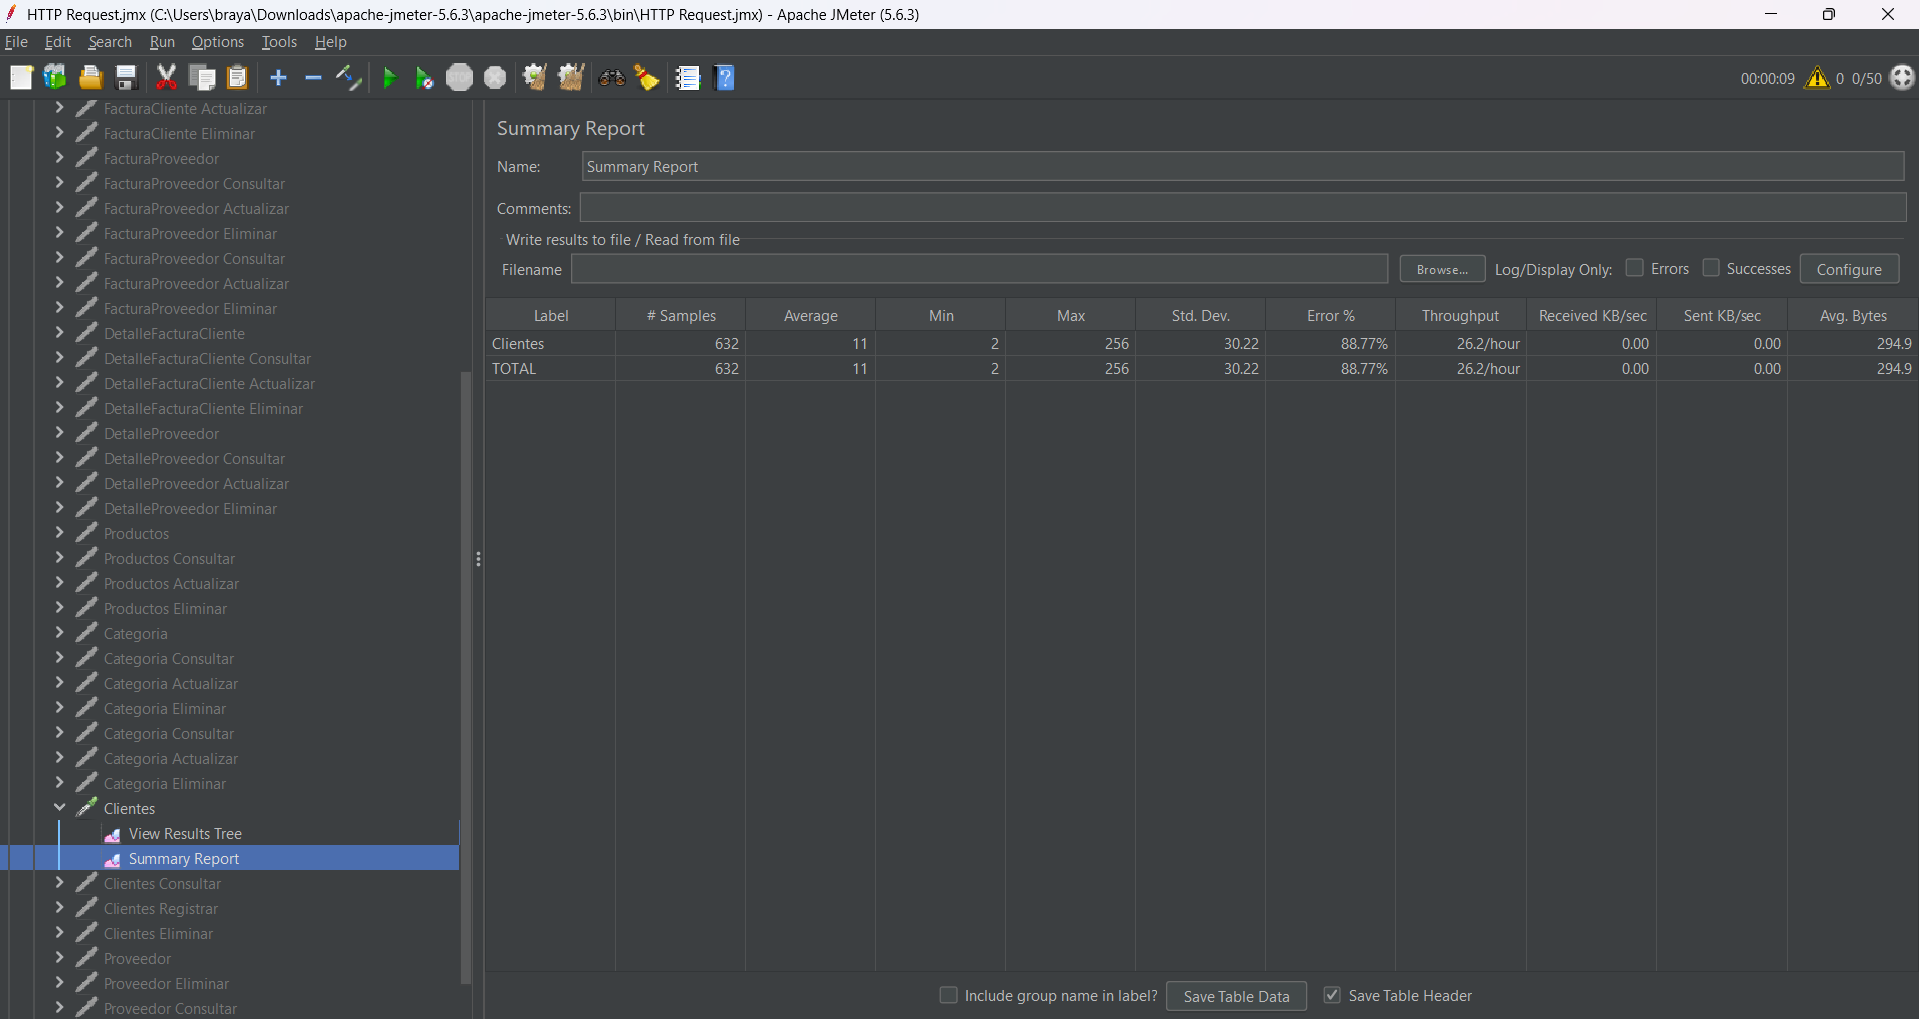 HTTP Request.jmx (C:\Users\braya\Downloads\apache-jmeter-5.6.3\apache-jmeter-5.6.3\bin\HTTP Request.jmx) - Apache JMeter (5.6.3)
File Edit Search Run Options Tools Help
STOP 00:00:09 0 0/50
FacturaCliente Actualizar
FacturaCliente Eliminar
FacturaProveedor
FacturaProveedor Consultar
FacturaProveedor Actualizar
FacturaProveedor Eliminar
FacturaProveedor Consultar
FacturaProveedor Actualizar
FacturaProveedor Eliminar
DetalleFacturaCliente
DetalleFacturaCliente Consultar
DetalleFacturaCliente Actualizar
DetalleFacturaCliente Eliminar
DetalleProveedor
DetalleProveedor Consultar
DetalleProveedor Actualizar
DetalleProveedor Eliminar
Productos
Productos Consultar
Productos Actualizar
Productos Eliminar
Categoria
Categoria Consultar
Categoria Actualizar
Categoria Eliminar
Categoria Consultar
Categoria Actualizar
Categoria Eliminar
Clientes
View Results Tree
Summary Report
Clientes Consultar
Clientes Registrar
Clientes Eliminar
Proveedor
Proveedor Eliminar
Proveedor Consultar
Summary Report
Name: Summary Report
Comments:
Write results to file / Read from file
Filename Browse... Log/Display Only: Errors Successes Configure
Label # Samples Average Min Max Std. Dev. Error % Throughput Received KB/sec Sent KB/sec Avg. Bytes
Clientes 632 11 2 256 30.22 88.77% 26.2/hour 0.00 0.00 294.9
TOTAL 632 11 2 256 30.22 88.77% 26.2/hour 0.00 0.00 294.9
Include group name in label? Save Table Data Save Table Header